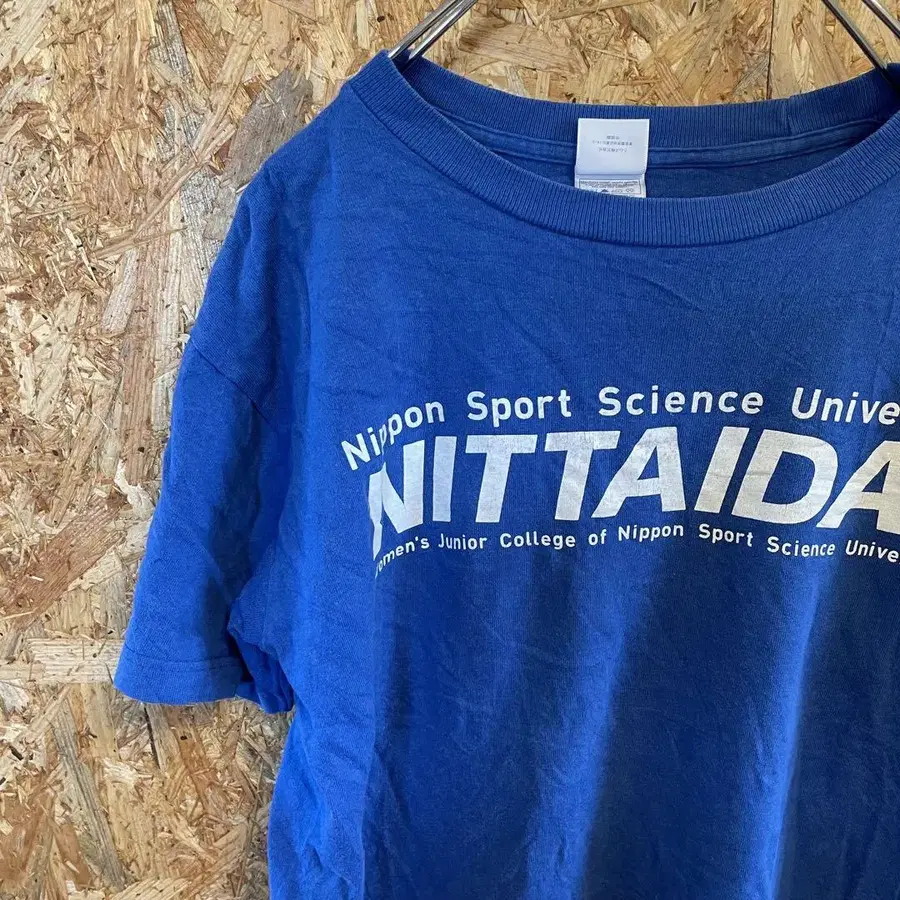 Nippon Sport Science Unive
NITTAIDA
omen's Junior College of Nippon Sport Science Unive